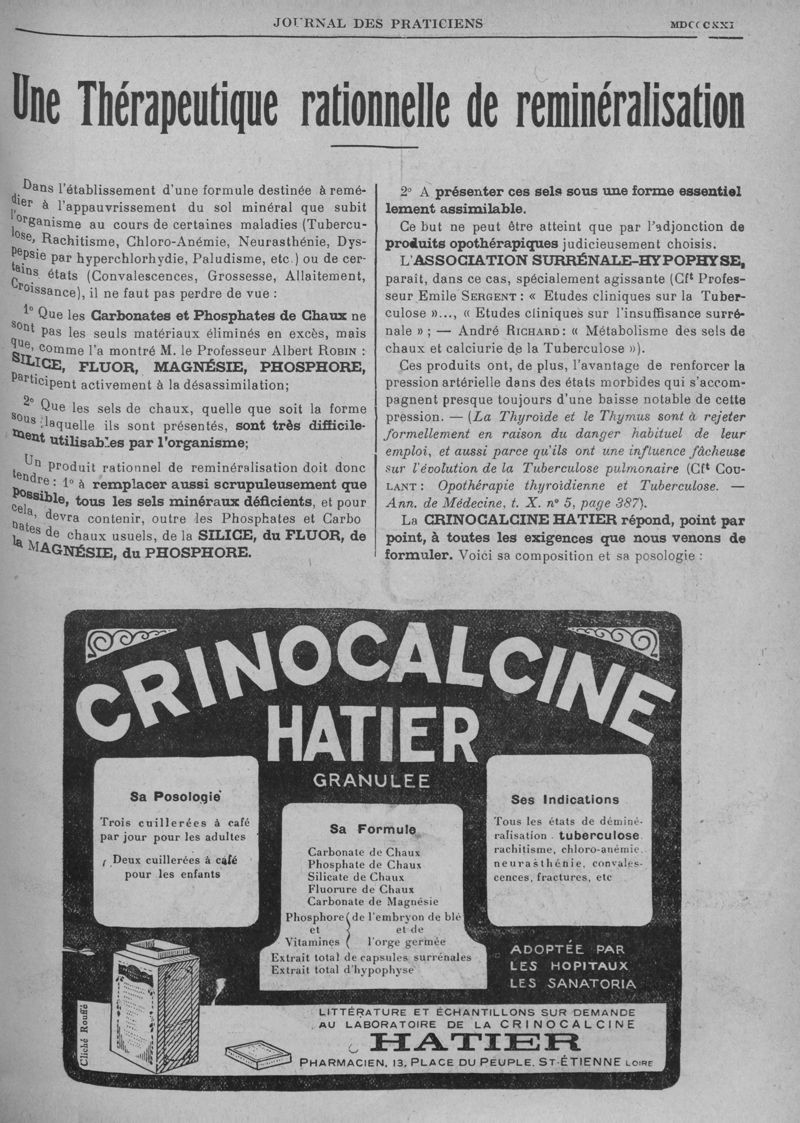 JOURNAL DES PRATICIENS
MDCCCCXXI
Une Thérapeutique rationnelle de reminéralisation
Dans l'établissement d'une formule destinée à remé-
dier à l'appauvrissement du sol minéral que subit
l'organisme au cours de certaines maladies (Tubercu-
lose, Rachitisme, Chloro-Anémie, Neurasthénie, Dys-
pepsie par hyperchlorhydie, Paludisme, etc.) ou de cer-
tains états (Convalescences, Grossesse, Allaitement,
Croissance), il ne faut pas perdre de vue :
1º Que les Carbonates et Phosphates de Chaux ne
sont pas les seuls matériaux éliminés en excès, mais
que, comme l'a montré M. le Professeur Albert ROBIN :
SILICE, FLUOR, MAGNÉSIE, PHOSPHORE,
participent activement à la désassimilation;
2º Que les sels de chaux, quelle que soit la forme
sous laquelle ils sont présentés, sont très difficile-
ment utilisables par l'organisme;
Un produit rationnel de reminéralisation doit donc
tendre : 1º à remplacer aussi scrupuleusement que
possible, tous les sels minéraux déficients, et pour
cela, devra contenir, outre les Phosphates et Carbo
nates de chaux usuels, de la SILICE, du FLUOR, de
la MAGNÉSIE, du PHOSPHORE.
2º A présenter ces sels sous une forme essentiel
lement assimilable.
Ce but ne peut être atteint que par l'adjonction de
produits opothérapiques judicieusement choisis.
L'ASSOCIATION SURRÉNALE-HYPOPHYSE,
paraît, dans ce cas, spécialement agissante (Cft Profes-
seur Emile SERGENT : « Etudes cliniques sur la Tuber-
culose »..., « Etudes cliniques sur l'insuffisance surré-
nale » ; — André RICHARD : « Métabolisme des sels de
chaux et calciurie de la Tuberculose »).
Ces produits ont, de plus, l'avantage de renforcer la
pression artérielle dans des états morbides qui s'accom-
pagnent presque toujours d'une baisse notable de cette
pression. — (La Thyroïde et le Thymus sont à rejeter
formellement en raison du danger habituel de leur
emploi, et aussi parce qu'ils ont une influence fâcheuse
sur l'évolution de la Tuberculose pulmonaire (Cft COU-
LANT : Opothérapie thyroïdienne et Tuberculose. —
Ann. de Médecine, t. X. nº 5, page 387).
La CRINOCALCINE HATIER répond, point par
point, à toutes les exigences que nous venons de
formuler. Voici sa composition et sa posologie :
CRINOCALCINE
HATIER
GRANULEE
Sa Posologie
Trois cuillerées à café
par jour pour les adultes
Deux cuillerées à café
pour les enfants
Sa Formule
Carbonate de Chaux
Phosphate de Chaux
Silicate de Chaux
Fluorure de Chaux
Carbonate de Magnésie
Phosphore ( de l'embryon de blé
et } et de
Vitamines ( l'orge germée
Extrait total de capsules surrénales
Extrait total d'hypophyse
Ses Indications
Tous les états de déminé-
ralisation. tuberculose.
rachitisme, chloro-anémie.
neurasthénie, convales-
cences, fractures, etc
ADOPTÉE PAR
LES HOPITAUX
LES SANATORIA
Cliché Rouffé
LITTÉRATURE ET ÉCHANTILLONS SUR DEMANDE
AU LABORATOIRE DE LA CRINOCALCINE
HATIER
PHARMACIEN, 13, PLACE DU PEUPLE. ST-ÉTIENNE LOIRE